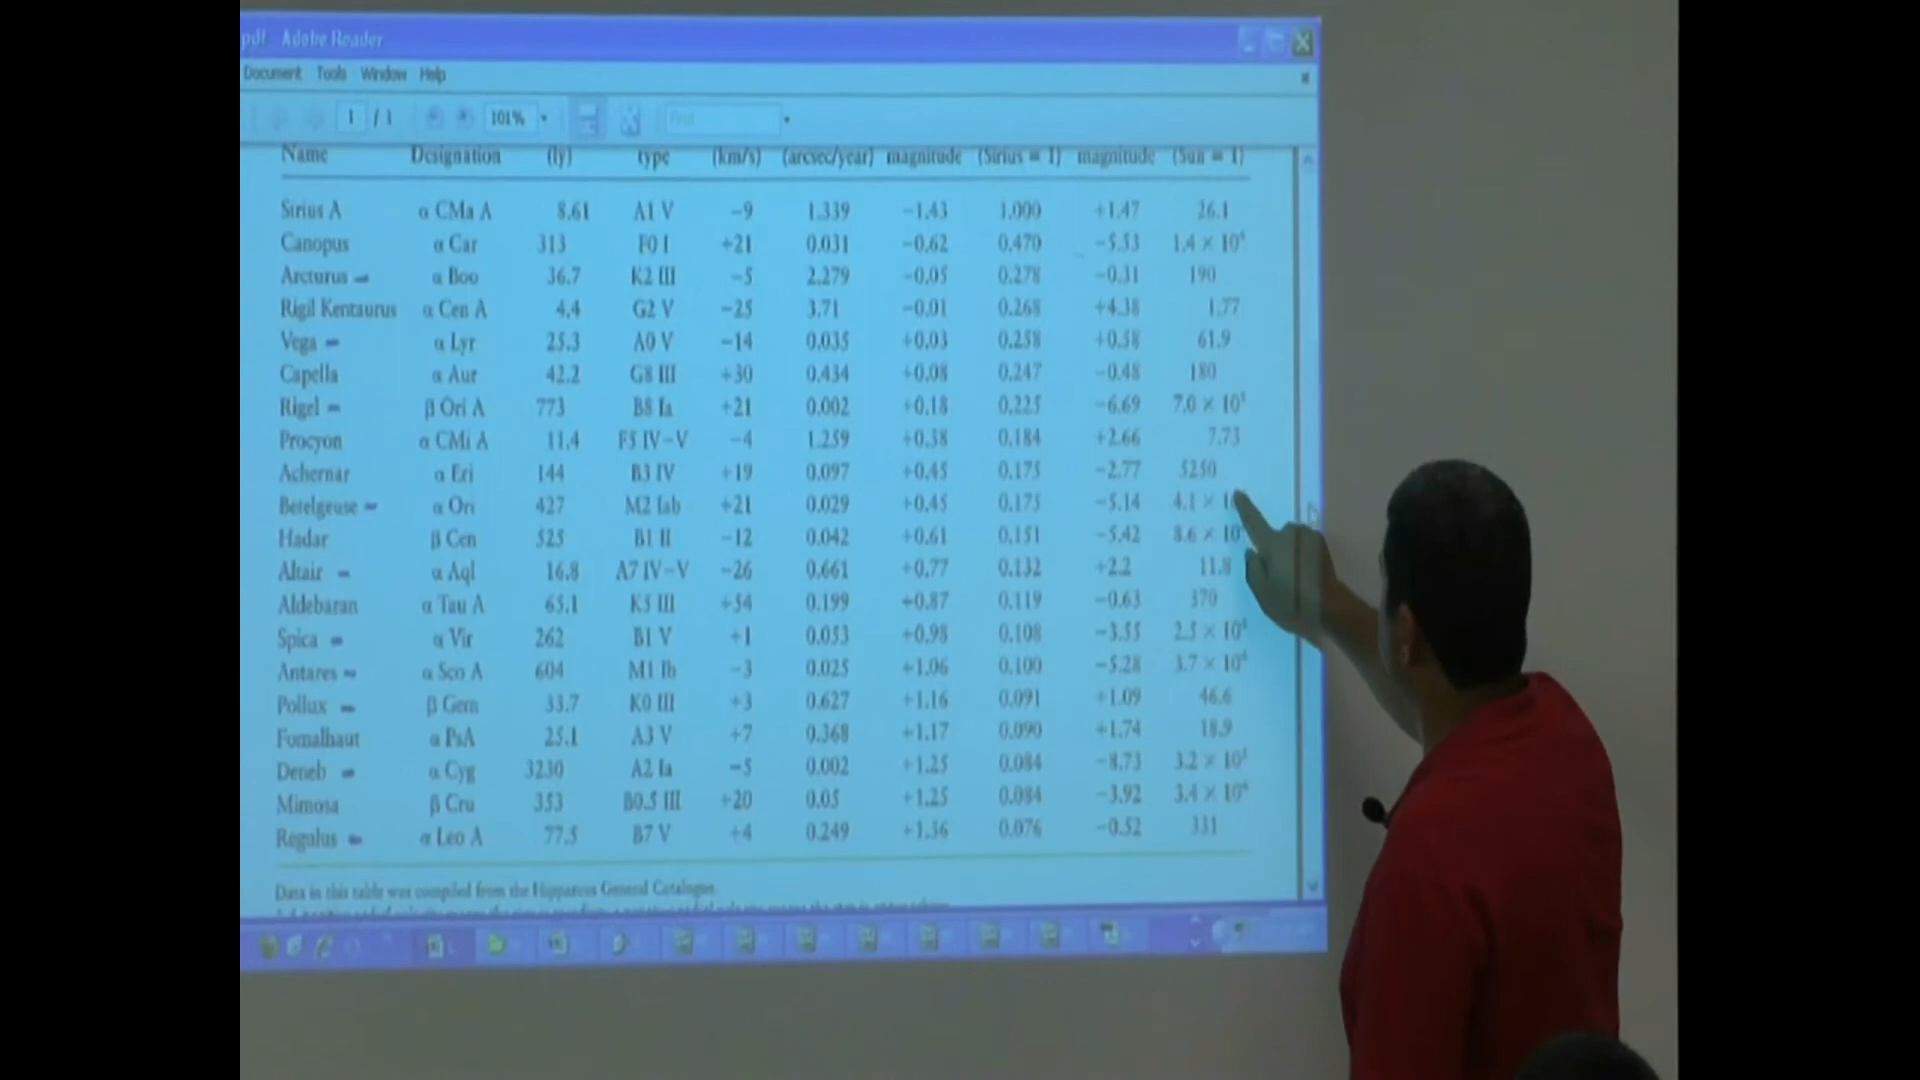 pdf - Adobe Reader
Document Tools Window Help
1 / 1 101% Find
Name Designation (ly) type (km/s) (arcsec/year) magnitude (Sirius = 1) magnitude (Sun = 1)
Sirius A α CMa A 8.61 A1 V −9 1.339 −1.43 1.000 +1.47 26.1
Canopus α Car 313 F0 I +21 0.031 −0.62 0.470 −5.53 1.4 × 10⁴
Arcturus α Boo 36.7 K2 III −5 2.279 −0.05 0.278 −0.31 190
Rigil Kentaurus α Cen A 4.4 G2 V −25 3.71 −0.01 0.268 +4.38 1.77
Vega α Lyr 25.3 A0 V −14 0.035 +0.03 0.258 +0.58 61.9
Capella α Aur 42.2 G8 III +30 0.434 +0.08 0.247 −0.48 180
Rigel β Ori A 773 B8 Ia +21 0.002 +0.18 0.225 −6.69 7.0 ×
Procyon α CMi A 11.4 F5 IV–V −4 1.259 +0.38 0.184 +2.66 7.73
Achernar α Eri 144 B3 IV +19 0.097 +0.45 0.175 −2.77 5250
Betelgeuse α Ori 427 M2 Iab +21 0.029 +0.45 0.175 −5.14 4.1 ×
Hadar β Cen 525 B1 II −12 0.042 +0.61 0.151 −5.42 8.6 × 10
Altair α Aql 16.8 A7 IV–V −26 0.661 +0.77 0.132 +2.2 11.8
Aldebaran α Tau A 65.1 K5 III +54 0.199 +0.87 0.119 −0.63 370
Spica α Vir 262 B1 V +1 0.053 +0.98 0.108 −3.55 2.5 ×
Antares α Sco A 604 M1 Ib −3 0.025 +1.06 0.100 −5.28 3.7 × 10⁴
Pollux β Gem 33.7 K0 III +3 0.627 +1.16 0.091 +1.09 46.6
Fomalhaut α PsA 25.1 A3 V +7 0.368 +1.17 0.090 +1.74 18.9
Deneb α Cyg 3230 A2 Ia −5 0.002 +1.25 0.084 −8.73 3.2 ×
Mimosa β Cru 353 B0.5 III +20 0.05 +1.25 0.084 −3.92 3.4 ×
Regulus α Leo A 77.5 B7 V +4 0.249 +1.36 0.076 −0.52 331
Data in this table was compiled from the Hipparcos General Catalogue.